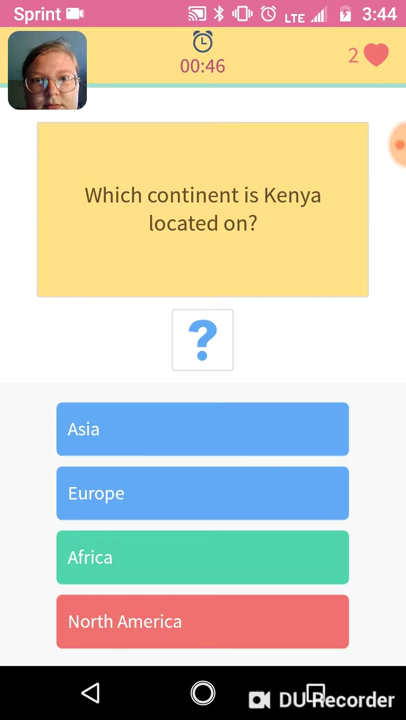 Sprint LTE 3:44
00:46
2
Which continent is Kenya
located on?
?
Asia
Europe
Africa
North America
DU Recorder